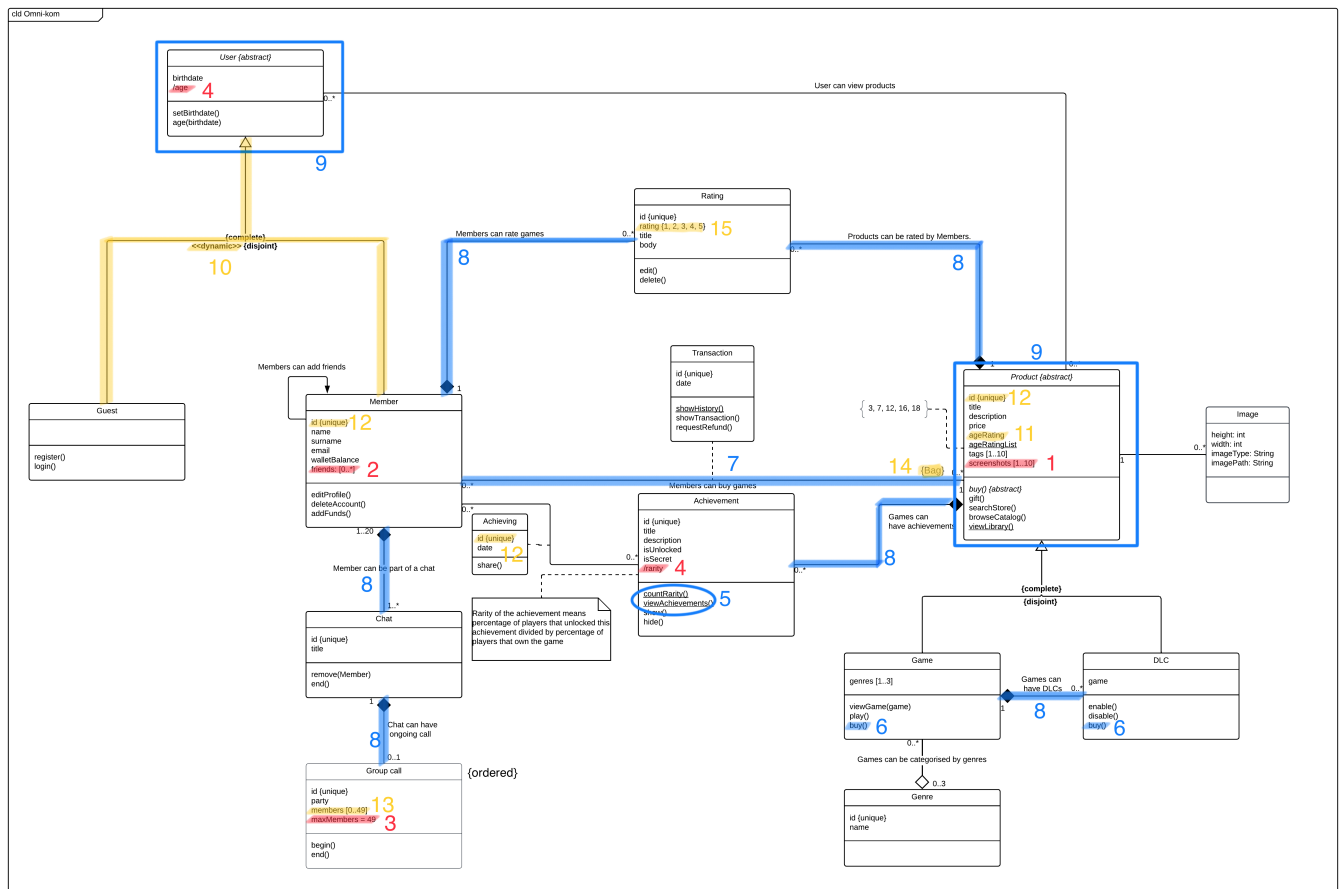 cld Omni-kom
User {abstract}
birthdate
/age
4
setBirthdate()
age(birthdate)
0..*
9
User can view products
{complete}
<<dynamic>> {disjoint}
10
Guest
register()
login()
Members can add friends
Member
id {unique}
12
name
surname
email
walletBalance
friends: [0..*]
2
editProfile()
deleteAccount()
addFunds()
Members can rate games
8
1
0..*
Rating
id {unique}
rating {1, 2, 3, 4, 5}
15
title
body
edit()
delete()
0..*
Products can be rated by Members.
8
1
Transaction
id {unique}
date
showHistory()
showTransaction()
requestRefund()
7
0..*
Members can buy games
14
{Bag}
0..*
{ 3, 7, 12, 16, 18
9
0..*
Product {abstract}
id {unique}
12
title
description
price
ageRating
11
ageRatingList
tags [1..10]
screenshots [1..10]
1
buy() {abstract}
gift()
searchStore()
browseCatalog()
viewLibrary()
1
0..*
Image
height: int
width: int
imageType: String
imagePath: String
0..*
Achieving
id {unique}
date
12
share()
0..*
Achievement
id {unique}
title
description
isUnlocked
isSecret
/rarity
4
countRarity()
viewAchievements()
5
show()
hide()
0..*
1
Games can
have achievements
8
Rarity of the achievement means
percentage of players that unlocked this
achievement divided by percentage of
players that own the game
1..20
Member can be part of a chat
8
1..*
Chat
id {unique}
title
remove(Member)
end()
1
Chat can have
ongoing call
8
0..1
Group call
{ordered}
id {unique}
party
members [0..49]
13
maxMembers = 49
3
begin()
end()
{complete}
{disjoint}
Game
genres [1..3]
viewGame(game)
play()
buy()
6
1
Games can
have DLCs
0..*
8
DLC
game
enable()
disable()
buy()
6
0..*
Games can be categorised by genres
0..3
Genre
id {unique}
name